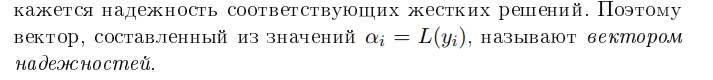 кажется надежность соответствующих жестких решений. Поэтому
вектор, составленный из значений αᵢ = L(yᵢ), называют вектором
надежностей.